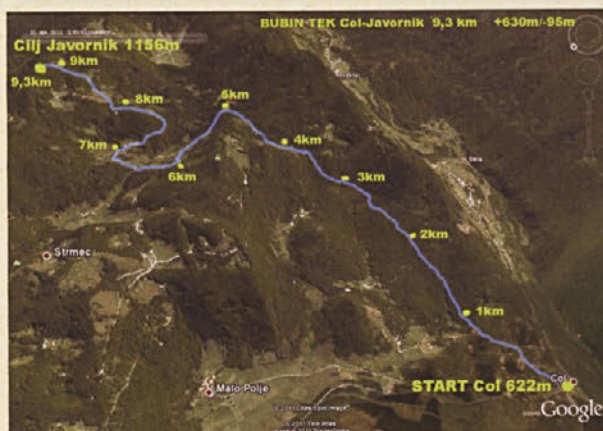 BUBIN TEK Col-Javornik 9,3 km +630m/-95m
Cilj Javornik 1156m
9km
9,3km
8km
7km
6km
5km
4km
3km
2km
1km
Strmec
Malo Polje
Col
START Col 622m
Google